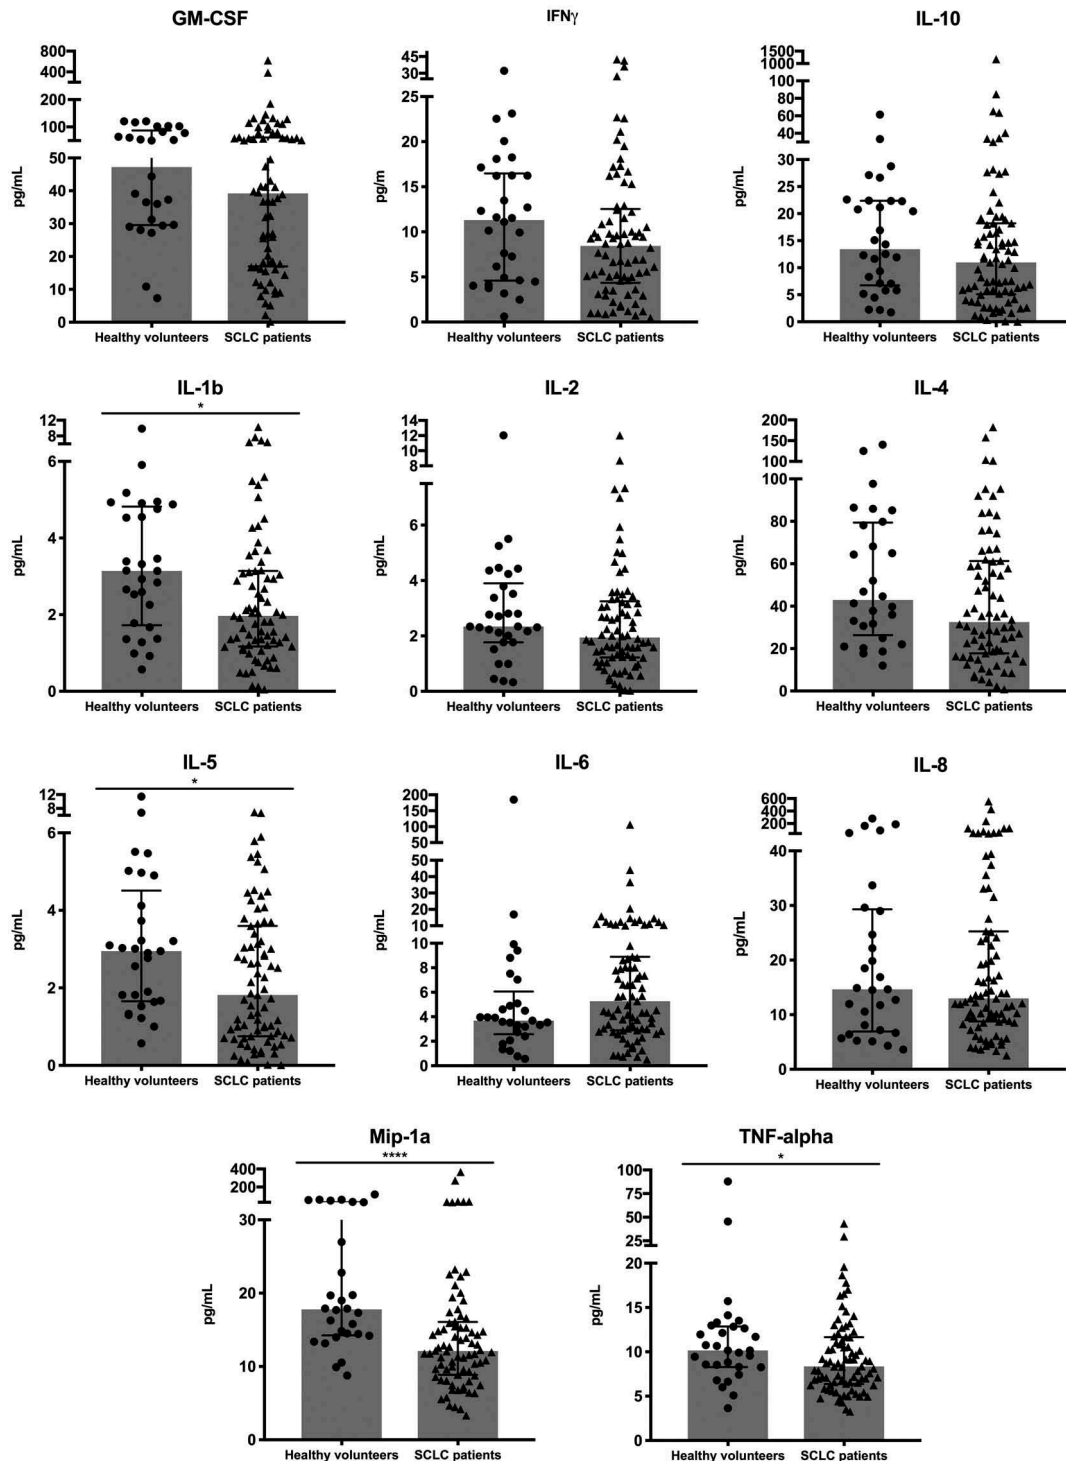 GM-CSF
800
400
200
100
50
40
30
20
10
0
pg/mL
Healthy volunteers
SCLC patients
IFNγ
45
30
25
20
15
10
5
0
pg/m
Healthy volunteers
SCLC patients
IL-10
1500
1000
100
80
60
40
30
20
15
10
5
0
pg/mL
Healthy volunteers
SCLC patients
IL-1b
*
12
8
6
4
2
0
pg/mL
Healthy volunteers
SCLC patients
IL-2
14
12
10
8
6
4
2
0
pg/mL
Healthy volunteers
SCLC patients
IL-4
200
150
100
100
80
60
40
20
0
pg/mL
Healthy volunteers
SCLC patients
IL-5
*
12
8
6
4
2
0
pg/mL
Healthy volunteers
SCLC patients
IL-6
200
150
100
50
50
40
30
20
10
10
8
6
4
2
0
pg/mL
Healthy volunteers
SCLC patients
IL-8
600
400
200
40
30
20
10
0
pg/mL
Healthy volunteers
SCLC patients
Mip-1a
****
400
200
30
20
10
0
pg/mL
Healthy volunteers
SCLC patients
TNF-alpha
*
100
75
50
25
20
15
10
5
0
pg/mL
Healthy volunteers
SCLC patients